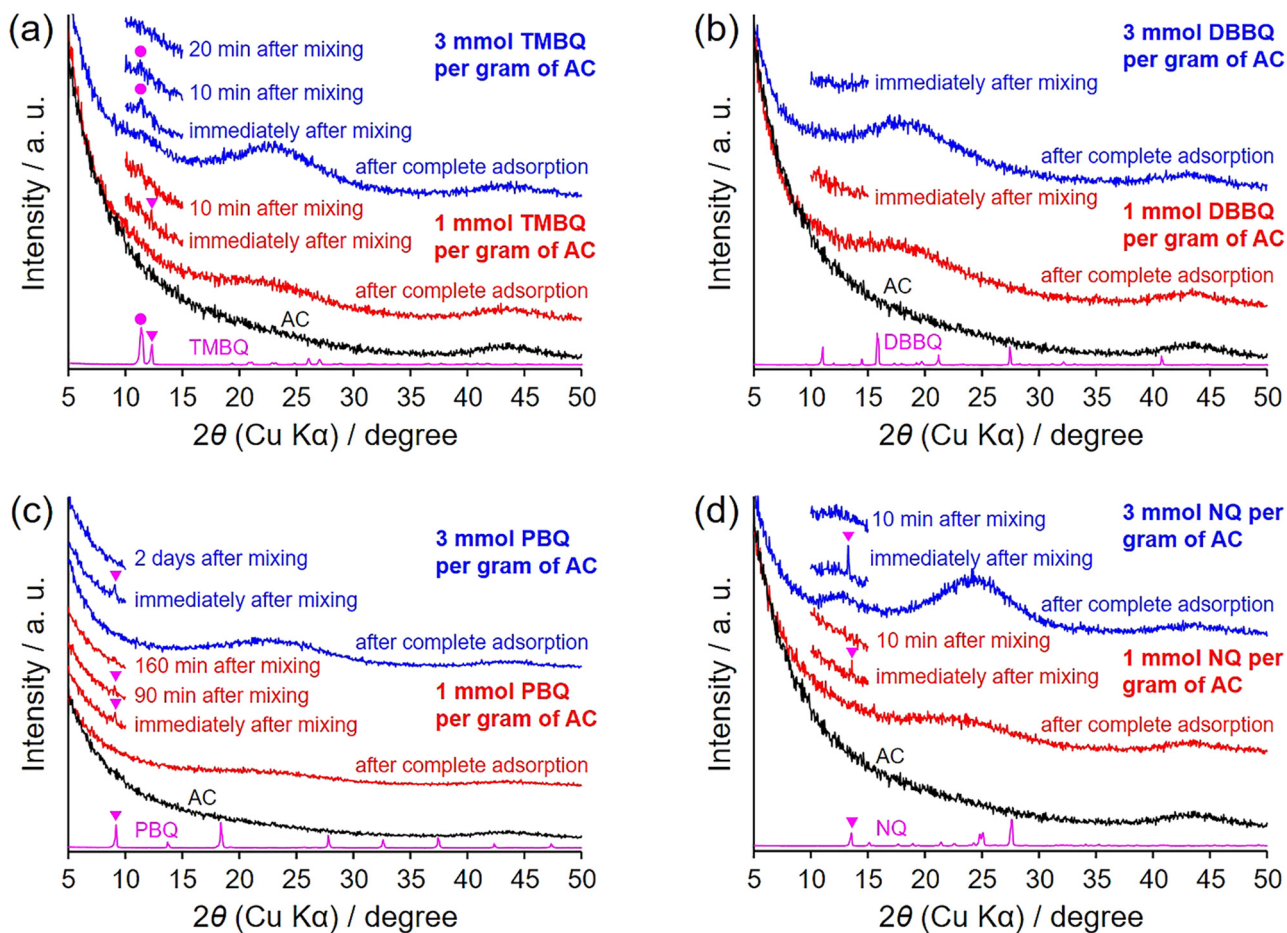 (a)
20 min after mixing
3 mmol TMBQ
per gram of AC
10 min after mixing
immediately after mixing
after complete adsorption
10 min after mixing
1 mmol TMBQ
per gram of AC
immediately after mixing
after complete adsorption
AC
TMBQ
Intensity / a. u.
5 10 15 20 25 30 35 40 45 50
2θ (Cu Kα) / degree
(b)
3 mmol DBBQ
per gram of AC
immediately after mixing
after complete adsorption
immediately after mixing
1 mmol DBBQ
per gram of AC
after complete adsorption
AC
DBBQ
Intensity / a. u.
5 10 15 20 25 30 35 40 45 50
2θ (Cu Kα) / degree
(c)
3 mmol PBQ
per gram of AC
2 days after mixing
immediately after mixing
after complete adsorption
160 min after mixing
1 mmol PBQ
per gram of AC
90 min after mixing
immediately after mixing
after complete adsorption
AC
PBQ
Intensity / a. u.
5 10 15 20 25 30 35 40 45 50
2θ (Cu Kα) / degree
(d)
10 min after mixing
3 mmol NQ per
gram of AC
immediately after mixing
after complete adsorption
10 min after mixing
1 mmol NQ per
gram of AC
immediately after mixing
after complete adsorption
AC
NQ
Intensity / a. u.
5 10 15 20 25 30 35 40 45 50
2θ (Cu Kα) / degree